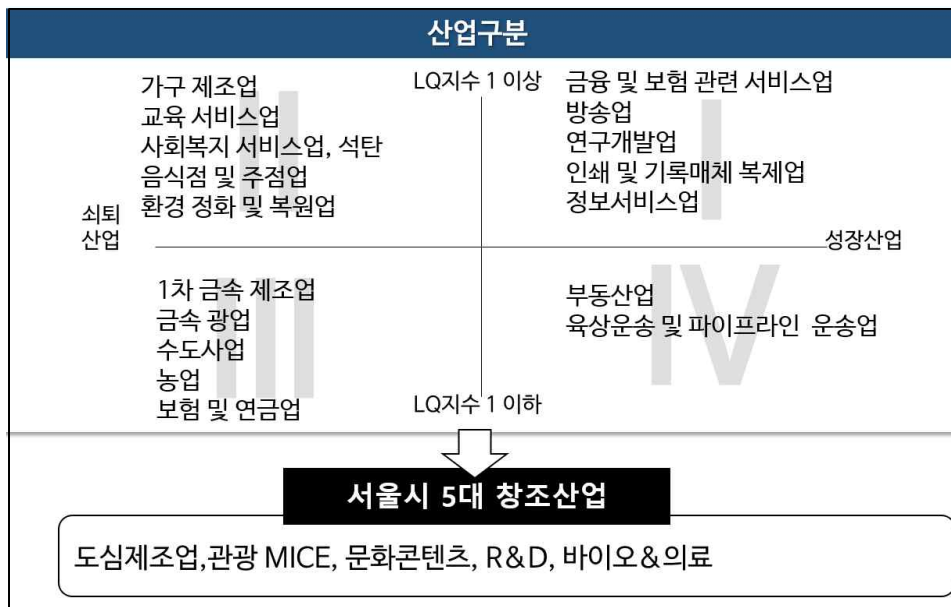 산업구분
LQ지수 1 이상
II
가구 제조업
교육 서비스업
사회복지 서비스업, 석탄
음식점 및 주점업
환경 정화 및 복원업
I
금융 및 보험 관련 서비스업
방송업
연구개발업
인쇄 및 기록매체 복제업
정보서비스업
쇠퇴
산업
성장산업
III
1차 금속 제조업
금속 광업
수도사업
농업
보험 및 연금업
IV
부동산업
육상운송 및 파이프라인 운송업
LQ지수 1 이하
서울시 5대 창조산업
도심제조업,관광 MICE, 문화콘텐츠, R&D, 바이오&의료